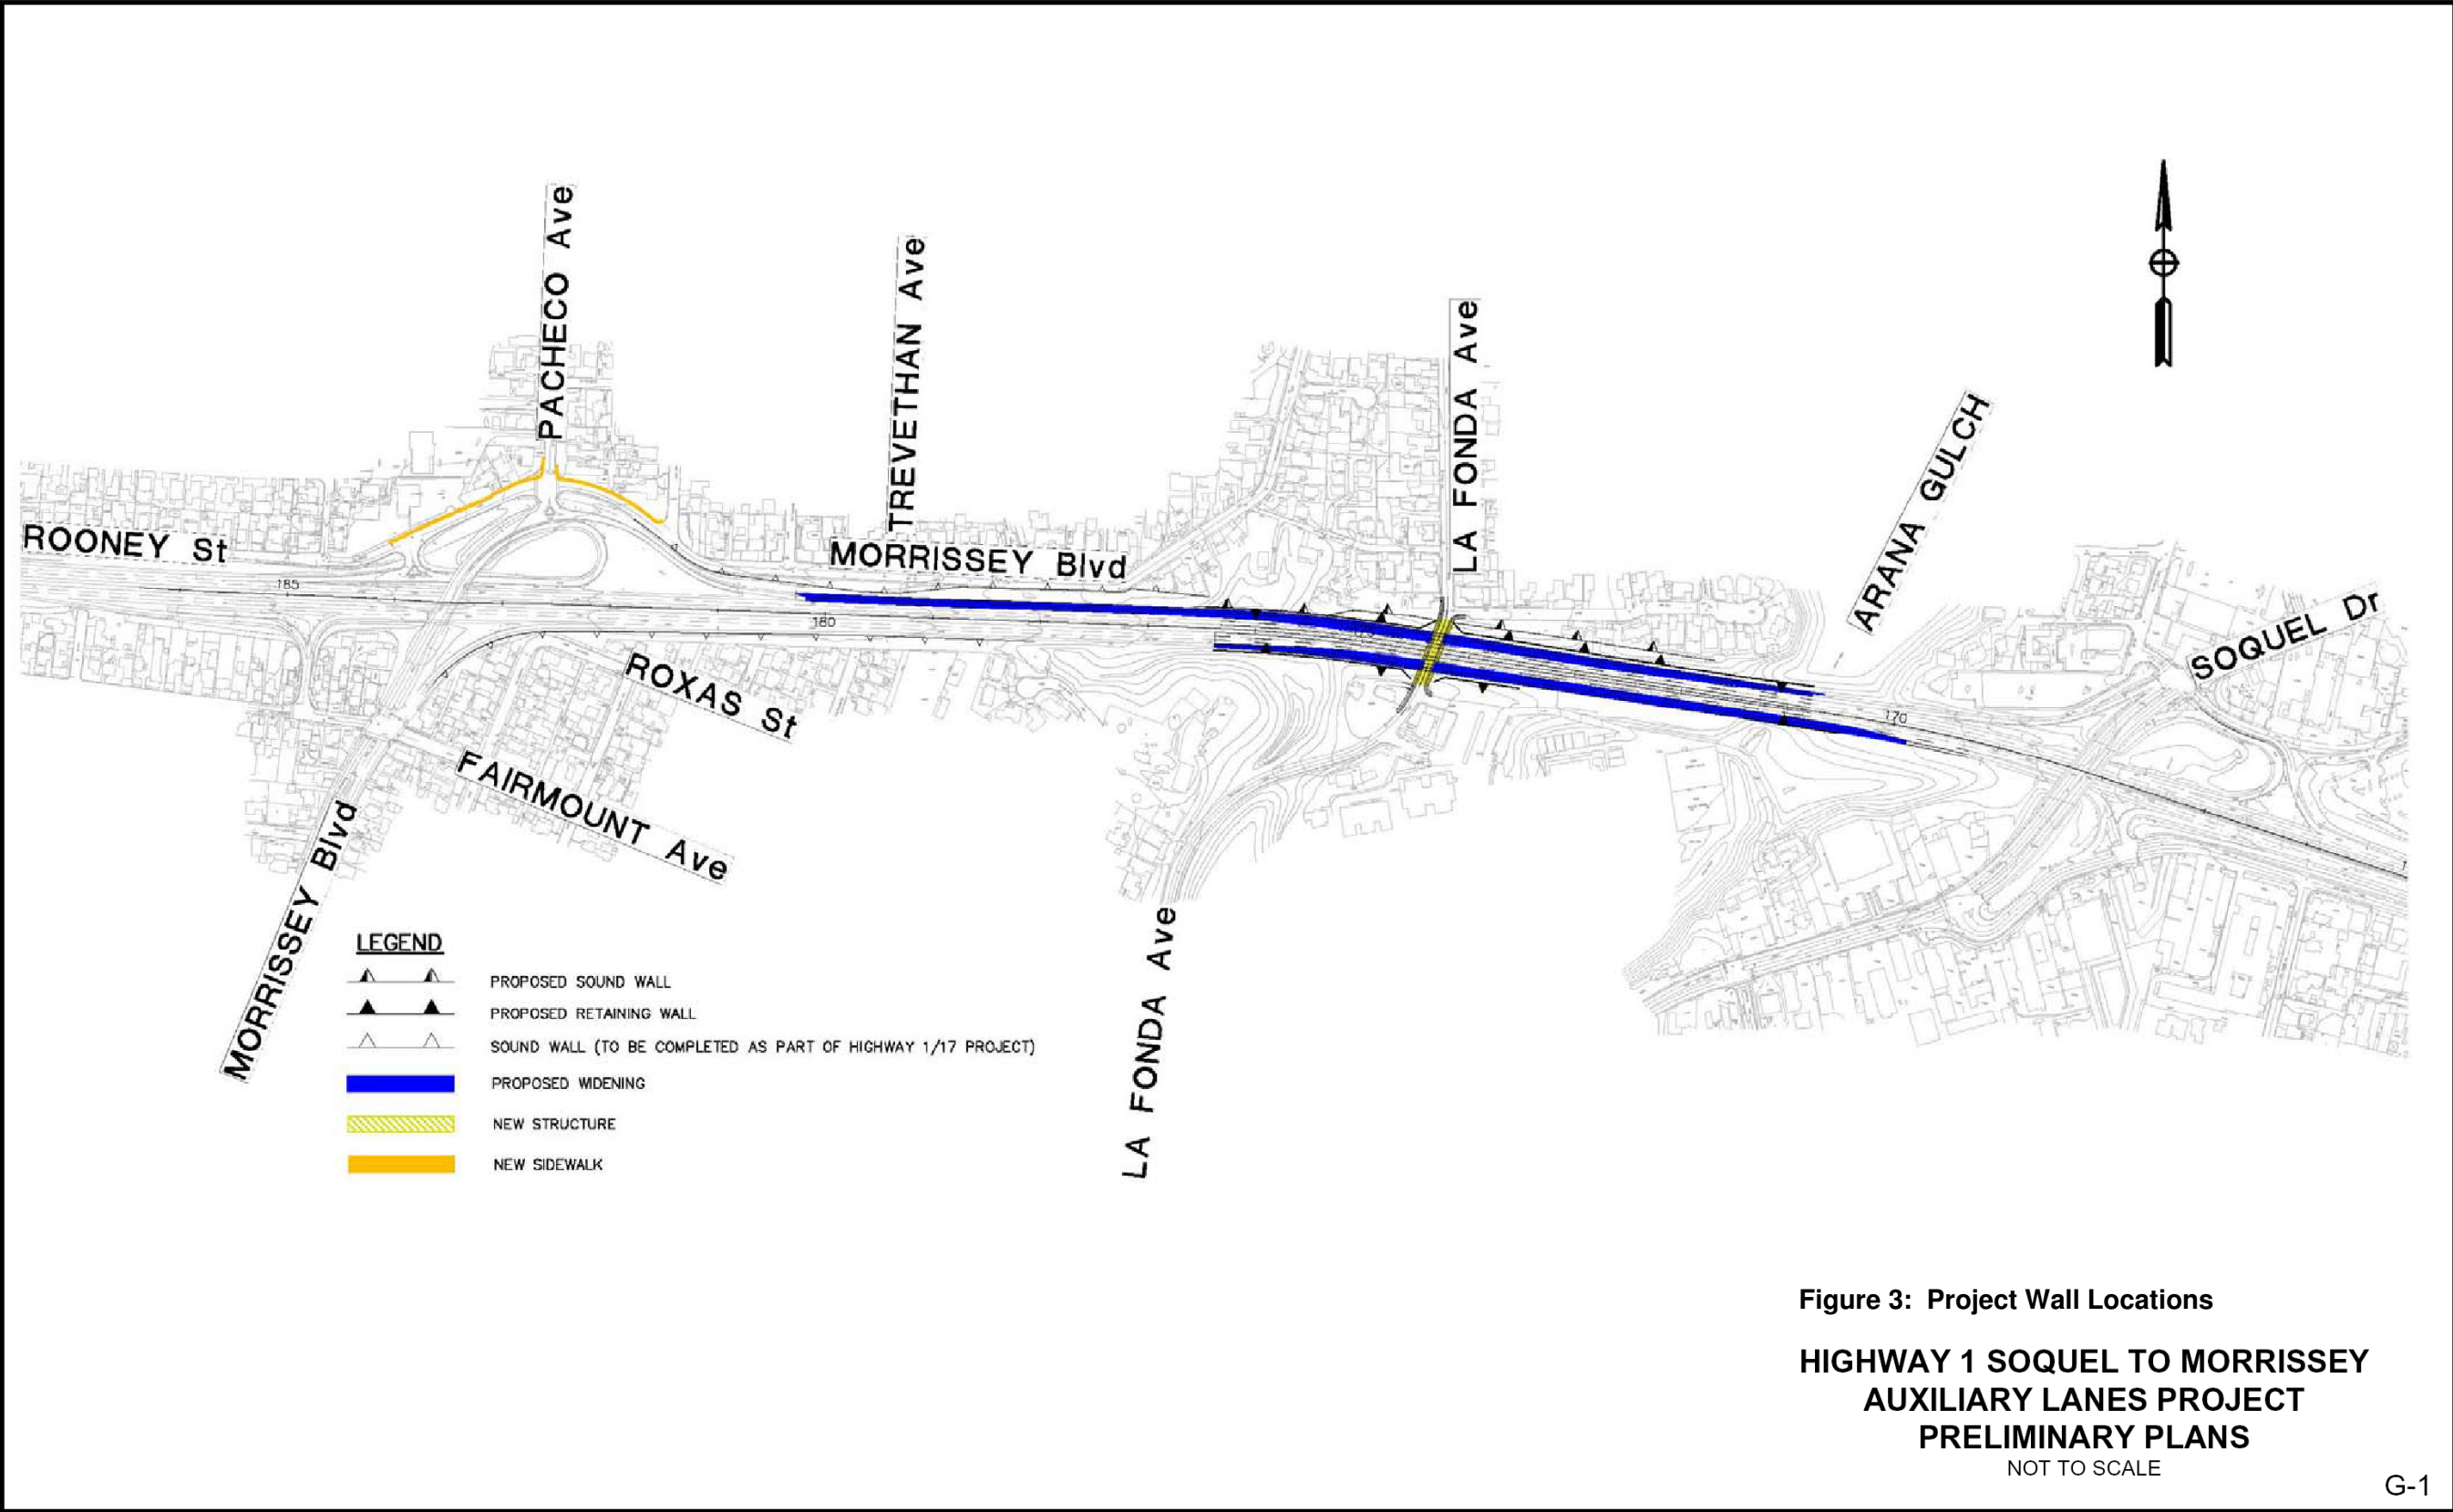 PACHECO Ave
TREVETHAN Ave
LA FONDA Ave
ARANA GULCH
ROONEY St
MORRISSEY Blvd
SOQUEL Dr
185
180
170
ROXAS St
FAIRMOUNT Ave
MORRISSEY Blvd
LA FONDA Ave
LEGEND
PROPOSED SOUND WALL
PROPOSED RETAINING WALL
SOUND WALL (TO BE COMPLETED AS PART OF HIGHWAY 1/17 PROJECT)
PROPOSED WIDENING
NEW STRUCTURE
NEW SIDEWALK
Figure 3: Project Wall Locations
HIGHWAY 1 SOQUEL TO MORRISSEY
AUXILIARY LANES PROJECT
PRELIMINARY PLANS
NOT TO SCALE
G-1